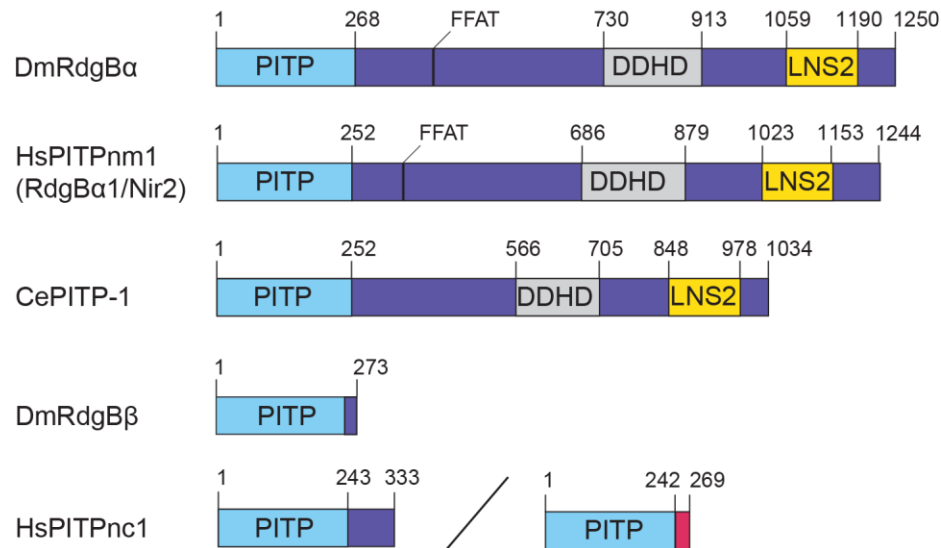 1 268 FFAT 730 913 1059 1190 1250
DmRdgBα PITP DDHD LNS2
1 252 FFAT 686 879 1023 1153 1244
HsPITPnm1
(RdgBα1/Nir2)
PITP DDHD LNS2
1 252 566 705 848 978 1034
CePITP-1 PITP DDHD LNS2
1 273
DmRdgBβ PITP
1 243 333 1 242 269
HsPITPnc1 PITP PITP